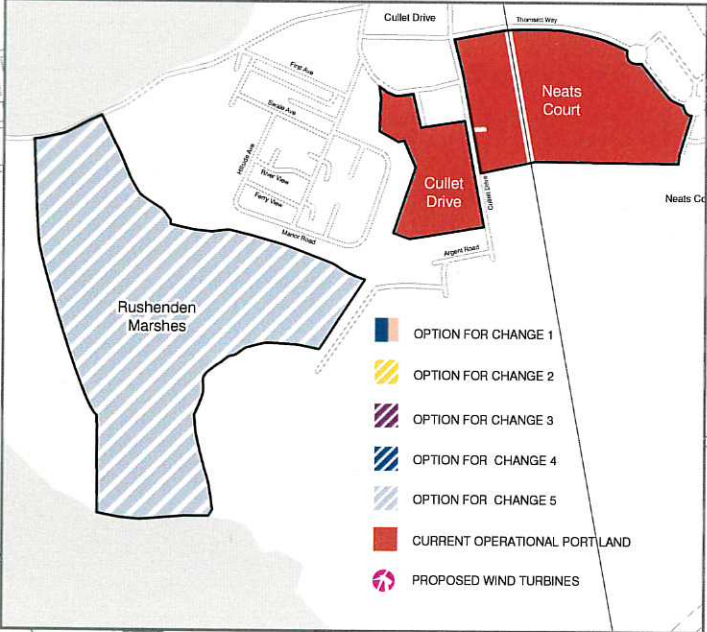 Cullet Drive
Thomsett Way
First Ave
Swale Ave
Hillside Ave
River View
Ferry View
Manor Road
Neats
Court
Cullet
Drive
Cullet Drive
Neats Co
Argent Road
Rushenden
Marshes
OPTION FOR CHANGE 1
OPTION FOR CHANGE 2
OPTION FOR CHANGE 3
OPTION FOR CHANGE 4
OPTION FOR CHANGE 5
CURRENT OPERATIONAL PORT LAND
PROPOSED WIND TURBINES